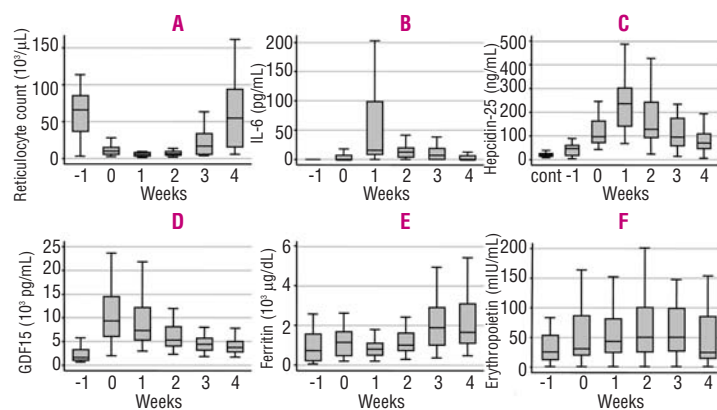 A
Reticulocyte count (10³/µL)
150
100
50
0
-1 0 1 2 3 4
Weeks
B
IL-6 (pg/mL)
200
150
100
50
0
-1 0 1 2 3 4
Weeks
C
Hepcidin-25 (ng/mL)
500
400
300
200
100
0
cont -1 0 1 2 3 4
Weeks
D
GDF15 (10³ pg/mL)
25
20
15
10
5
0
-1 0 1 2 3 4
Weeks
E
Ferritin (10³ µg/dL)
6
4
2
0
-1 0 1 2 3 4
Weeks
F
Erythropoietin (mIU/mL)
200
150
100
50
0
-1 0 1 2 3 4
Weeks